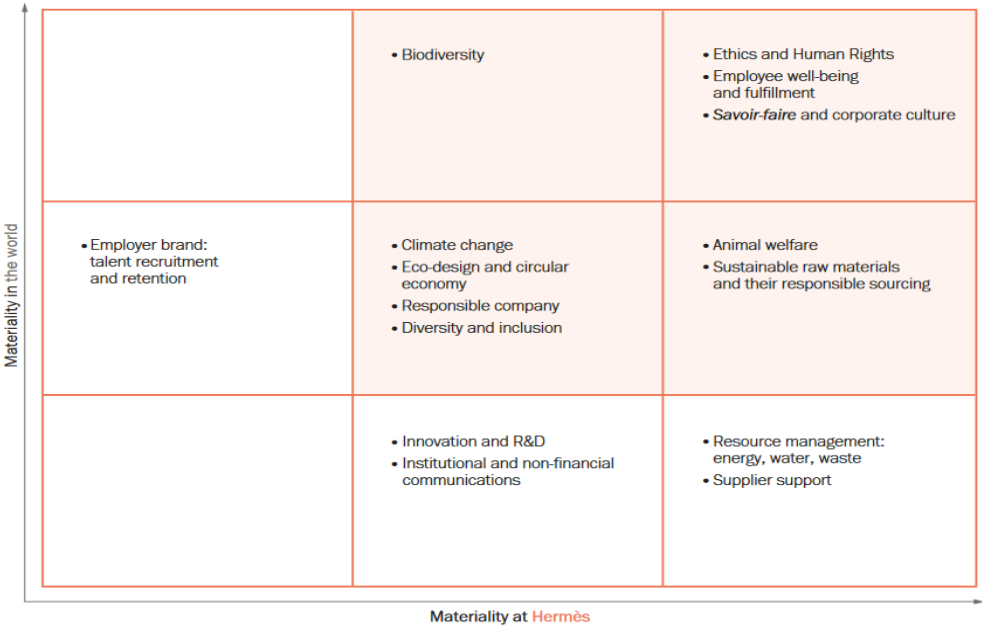 Materiality in the world
• Biodiversity
• Ethics and Human Rights
• Employee well-being
and fulfillment
• Savoir-faire and corporate culture
• Employer brand:
talent recruitment
and retention
• Climate change
• Eco-design and circular
economy
• Responsible company
• Diversity and inclusion
• Animal welfare
• Sustainable raw materials
and their responsible sourcing
• Innovation and R&D
• Institutional and non-financial
communications
• Resource management:
energy, water, waste
• Supplier support
Materiality at Hermès